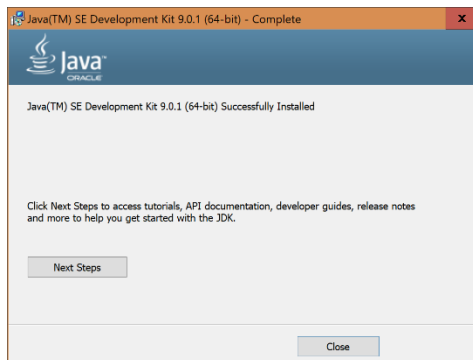 Java(TM) SE Development Kit 9.0.1 (64-bit) - Complete
Java™
ORACLE
Java(TM) SE Development Kit 9.0.1 (64-bit) Successfully Installed
Click Next Steps to access tutorials, API documentation, developer guides, release notes
and more to help you get started with the JDK.
Next Steps
Close